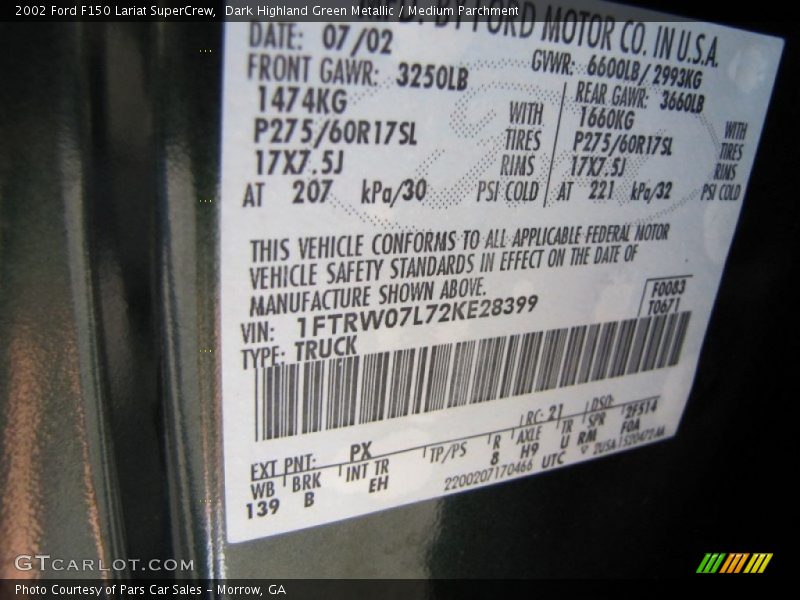 2002 Ford F150 Lariat SuperCrew, Dark Highland Green Metallic / Medium Parchment
FORD MOTOR CO. IN U.S.A.
DATE: 07/02
GVWR: 6600LB/2993KG
FRONT GAWR: 3250LB
REAR GAWR: 3660LB
1474KG WITH
1660KG WITH
P275/60R17SL TIRES
P275/60R17SL TIRES
17X7.5J RIMS
17X7.5J RIMS
AT 207 kPa/30 PSI COLD
AT 221 kPa/32 PSI COLD
THIS VEHICLE CONFORMS TO ALL APPLICABLE FEDERAL MOTOR
VEHICLE SAFETY STANDARDS IN EFFECT ON THE DATE OF
MANUFACTURE SHOWN ABOVE.
F0083
T0671
VIN: 1FTRW07L72KE28399
TYPE: TRUCK
EXT PNT: PX RC: 21 DSO:
WB BRK INT TR TP/PS R AXLE TR SPR 2F514
139 B EH 8 H9 U RM F0A
2200207170466 UTC
GTCARLOT.COM
Photo Courtesy of Pars Car Sales – Morrow, GA